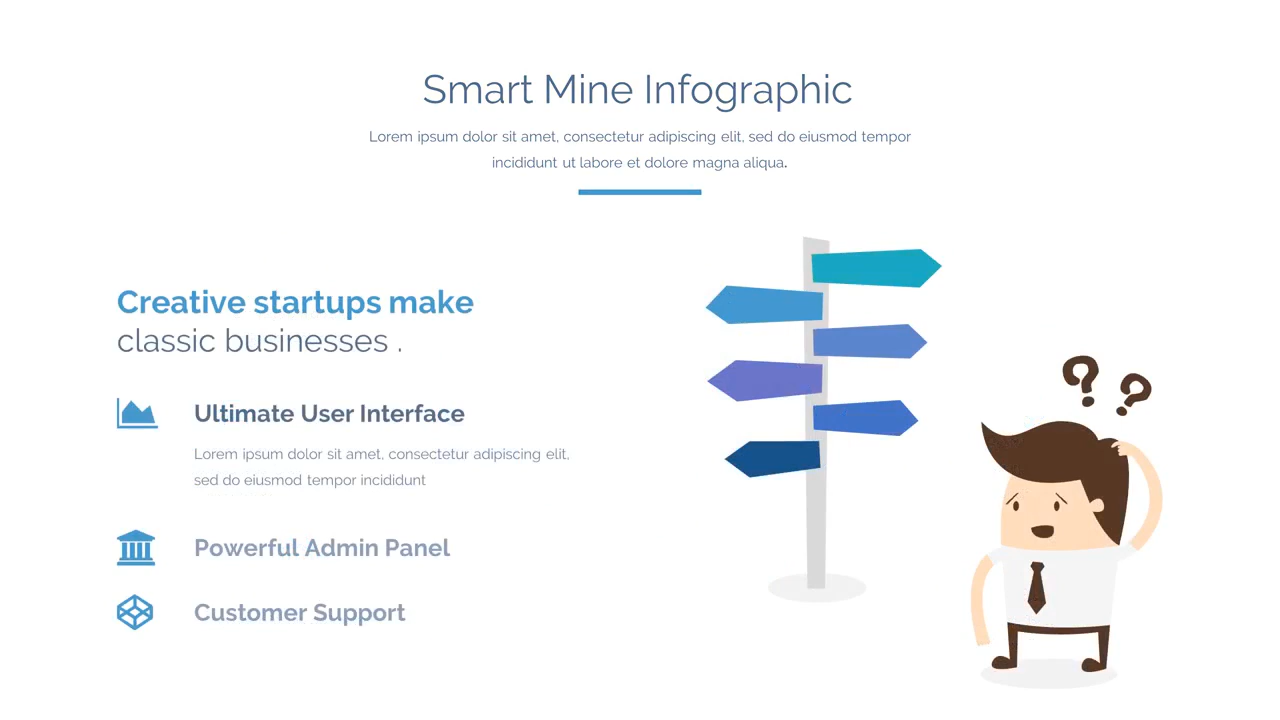 Smart Mine Infographic
Lorem ipsum dolor sit amet, consectetur adipiscing elit, sed do eiusmod tempor
incididunt ut labore et dolore magna aliqua.
Creative startups make
classic businesses .
Ultimate User Interface
Lorem ipsum dolor sit amet, consectetur adipiscing elit,
sed do eiusmod tempor incididunt
Powerful Admin Panel
Customer Support
? ?